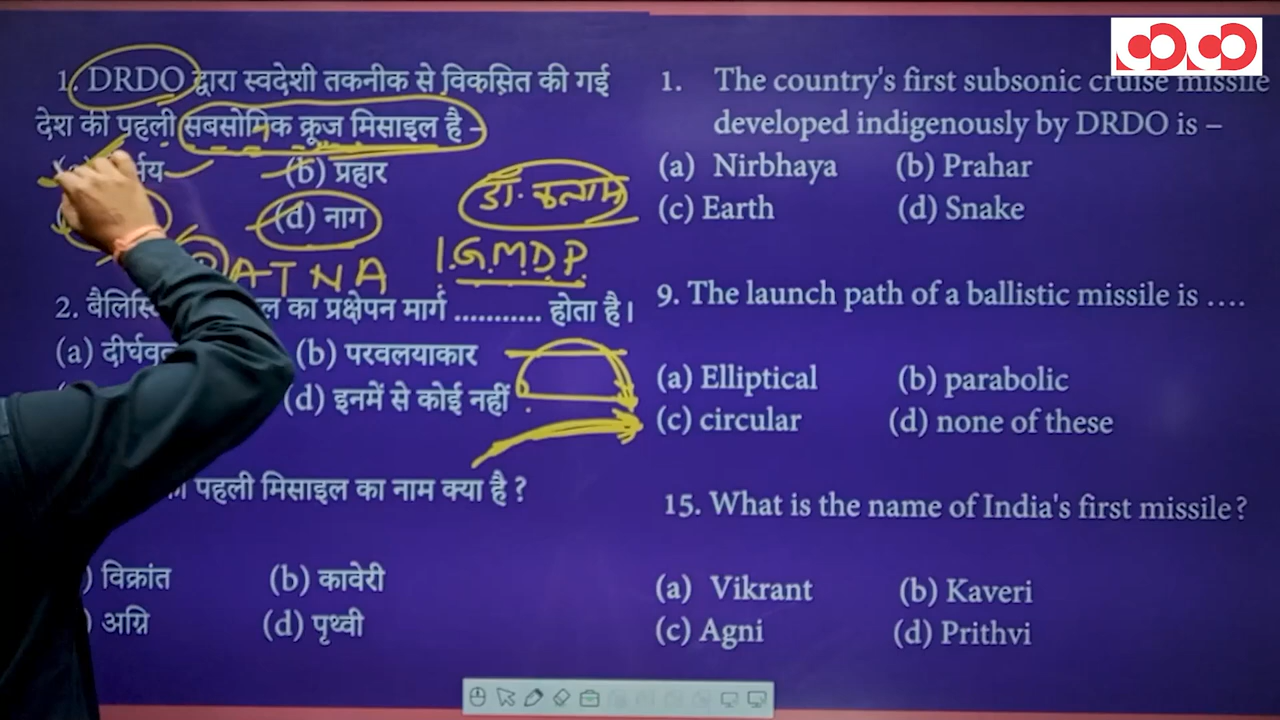 1. DRDO द्वारा स्वदेशी तकनीक से विकसित की गई
देश की पहली सबसोनिक क्रूज मिसाइल है -
(b) प्रहार
(d) नाग
डॉ. कलाम
I.G.M.D.P.
A T N A
2. का प्रक्षेपन मार्ग ........... होता है।
(b) परवलयाकार
(d) इनमें से कोई नहीं
पहली मिसाइल का नाम क्या है ?
) विक्रांत (b) कावेरी
) अग्नि (d) पृथ्वी
1. The country's first subsonic cruise missile
developed indigenously by DRDO is –
(a) Nirbhaya (b) Prahar
(c) Earth (d) Snake
9. The launch path of a ballistic missile is ....
(a) Elliptical (b) parabolic
(c) circular (d) none of these
15. What is the name of India's first missile?
(a) Vikrant (b) Kaveri
(c) Agni (d) Prithvi